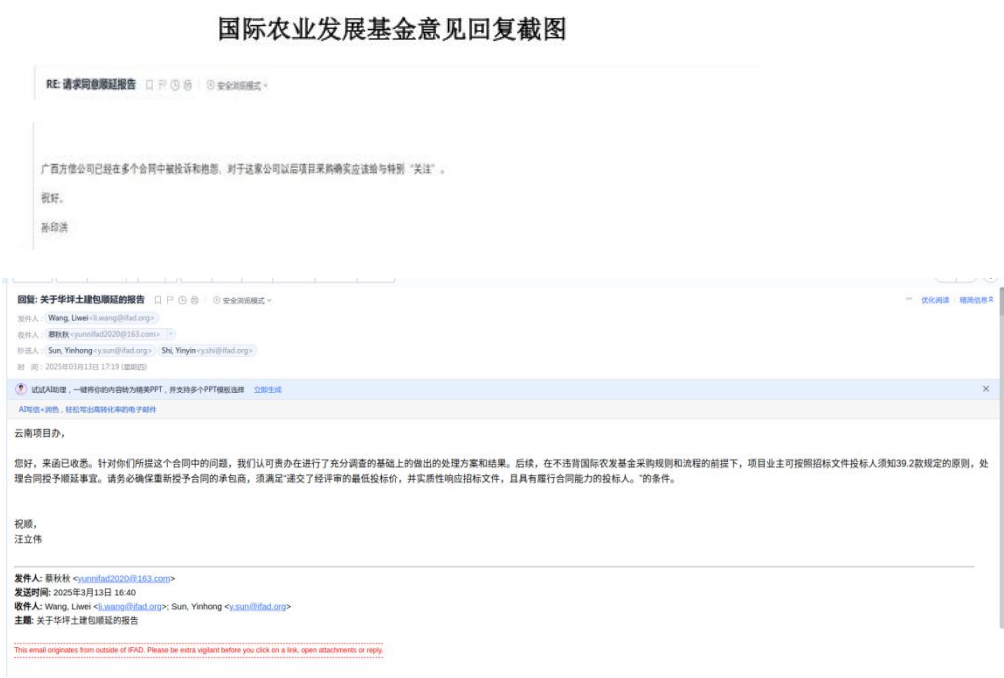 国际农业发展基金意见回复截图
RE: 请求同意顺延报告 安全浏览模式
广西方信公司已经在多个合同中被投诉和抱怨，对于这家公司以后项目采购确实应该给与特别“关注”。
祝好。
孙印洪
回复: 关于华坪土建包顺延的报告 安全浏览模式
优化阅读 精简信息
发件人: Wang, Liwei<li.wang@ifad.org>
收件人: 蔡秋秋<yunnifad2020@163.com>
抄送人: Sun, Yinhong<y.sun@ifad.org> Shi, Yinyin<y.shi@ifad.org>
时 间: 2025年03月13日 17:19 (星期四)
试试AI助理，一键将你的内容转为精美PPT，并支持多个PPT模板选择 立即生成
AI写信+润色，轻松写出高转化率的电子邮件
云南项目办，
您好，来函已收悉。针对你们所提这个合同中的问题，我们认可贵办在进行了充分调查的基础上的做出的处理方案和结果。后续，在不违背国际农发基金采购规则和流程的前提下，项目业主可按照招标文件投标人须知39.2款规定的原则，处
理合同授予顺延事宜。请务必确保重新授予合同的承包商，须满足“递交了经评审的最低投标价，并实质性响应招标文件，且具有履行合同能力的投标人。”的条件。
祝顺，
汪立伟
发件人: 蔡秋秋 <yunnifad2020@163.com>
发送时间: 2025年3月13日 16:40
收件人: Wang, Liwei <li.wang@ifad.org>; Sun, Yinhong <y.sun@ifad.org>
主题: 关于华坪土建包顺延的报告
This email originates from outside of IFAD. Please be extra vigilant before you click on a link, open attachments or reply.